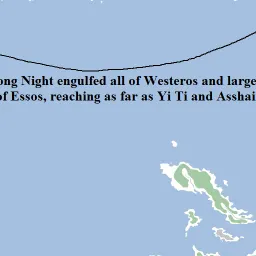 ong Night engulfed all of Westeros and large
of Essos, reaching as far as Yi Ti and Asshai